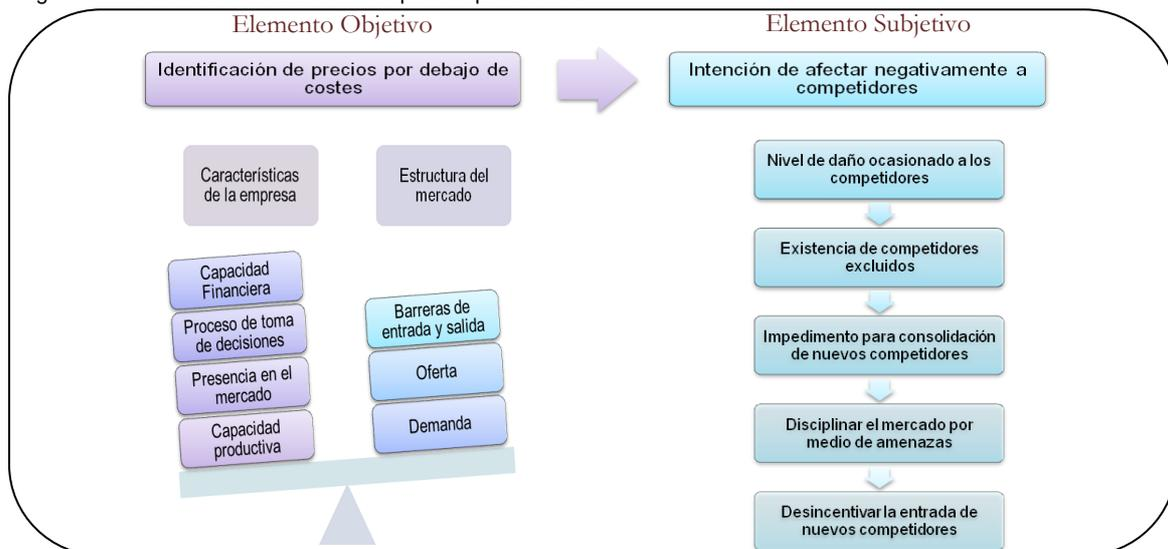 Elemento Objetivo
Identificación de precios por debajo de
costes
Características
de la empresa
Estructura del
mercado
Capacidad
Financiera
Proceso de toma
de decisiones
Presencia en el
mercado
Capacidad
productiva
Barreras de
entrada y salida
Oferta
Demanda
Elemento Subjetivo
Intención de afectar negativamente a
competidores
Nivel de daño ocasionado a los
competidores
Existencia de competidores
excluidos
Impedimento para consolidación
de nuevos competidores
Disciplinar el mercado por
medio de amenazas
Desincentivar la entrada de
nuevos competidores